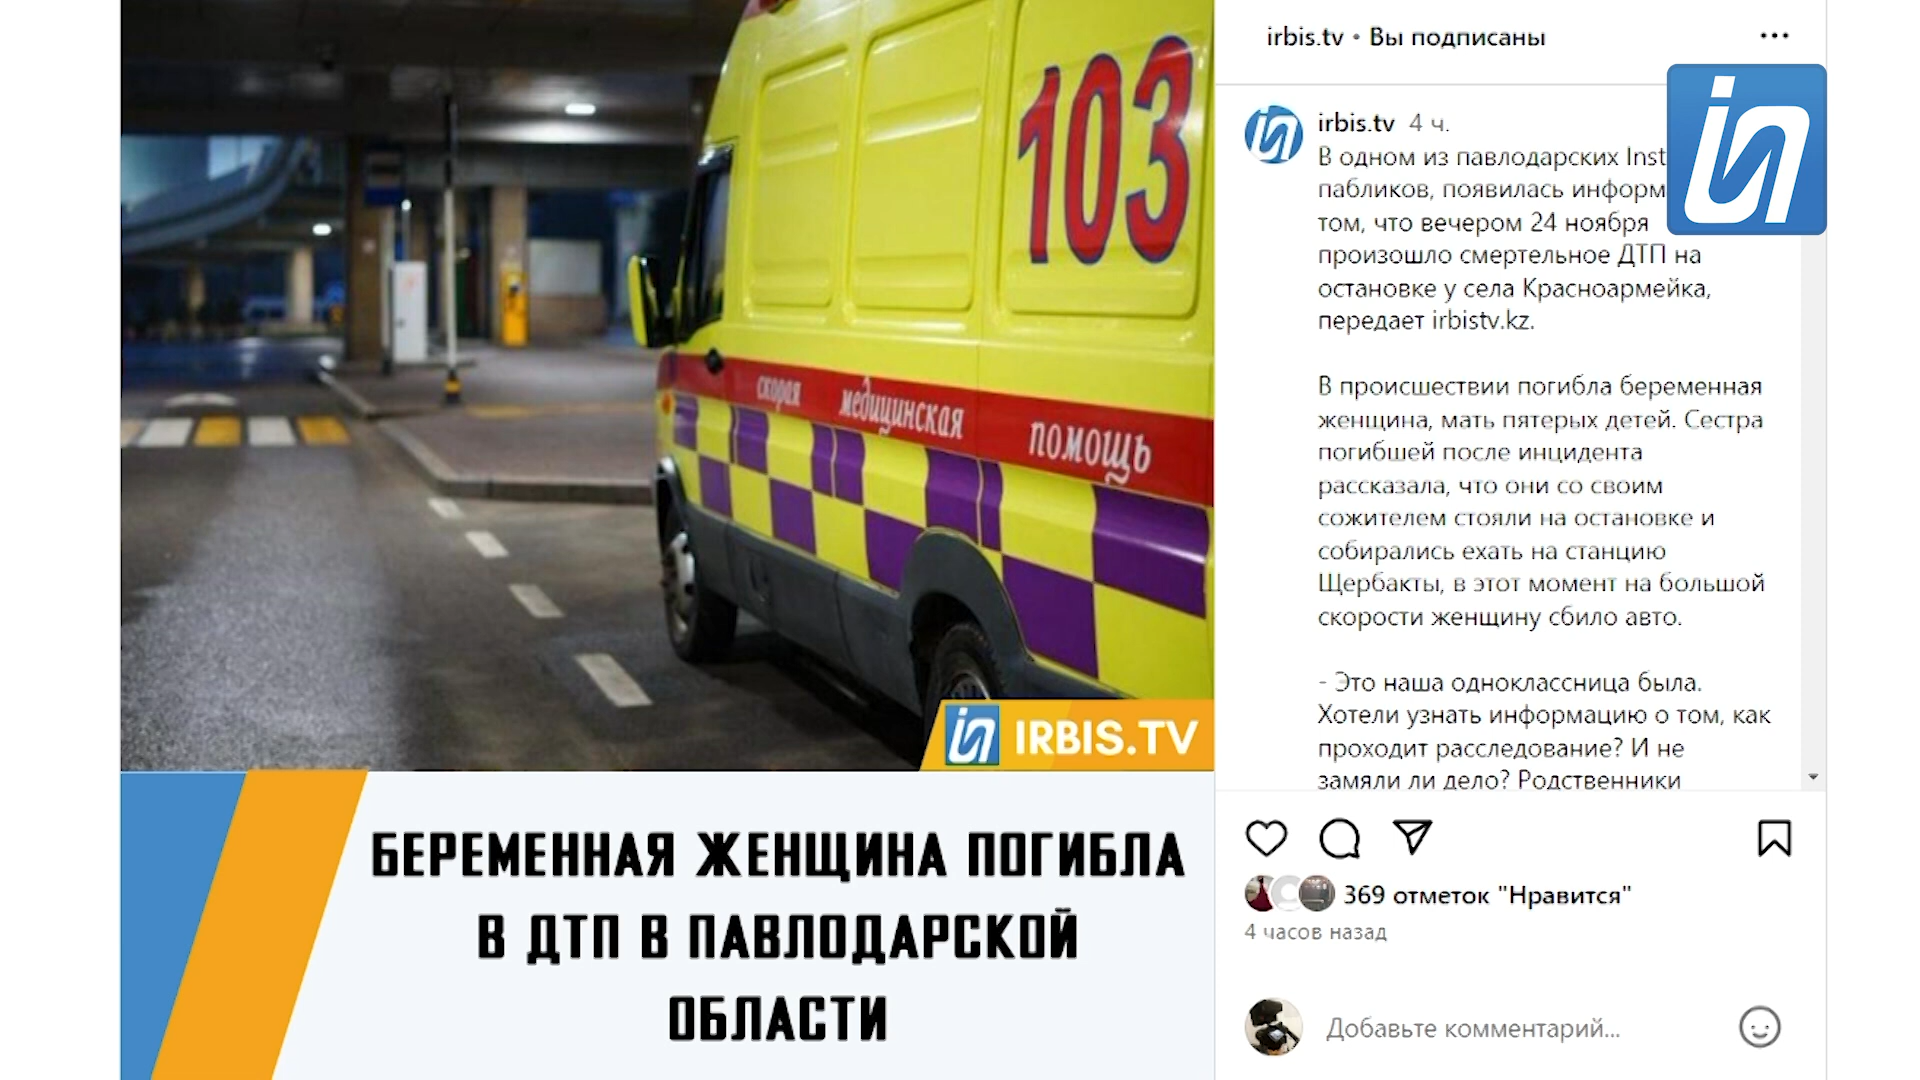 103
скорая медицинская помощь
IRBIS.TV
БЕРЕМЕННАЯ ЖЕНЩИНА ПОГИБЛА
В ДТП В ПАВЛОДАРСКОЙ
ОБЛАСТИ
irbis.tv • Вы подписаны
irbis.tv 4 ч.
В одном из павлодарских Inst
пабликов, появилась информ
том, что вечером 24 ноября
произошло смертельное ДТП на
остановке у села Красноармейка,
передает irbistv.kz.
В происшествии погибла беременная
женщина, мать пятерых детей. Сестра
погибшей после инцидента
рассказала, что они со своим
сожителем стояли на остановке и
собирались ехать на станцию
Щербакты, в этот момент на большой
скорости женщину сбило авто.
- Это наша одноклассница была.
Хотели узнать информацию о том, как
проходит расследование? И не
замяли ли дело? Родственники
369 отметок "Нравится"
4 часов назад
Добавьте комментарий...